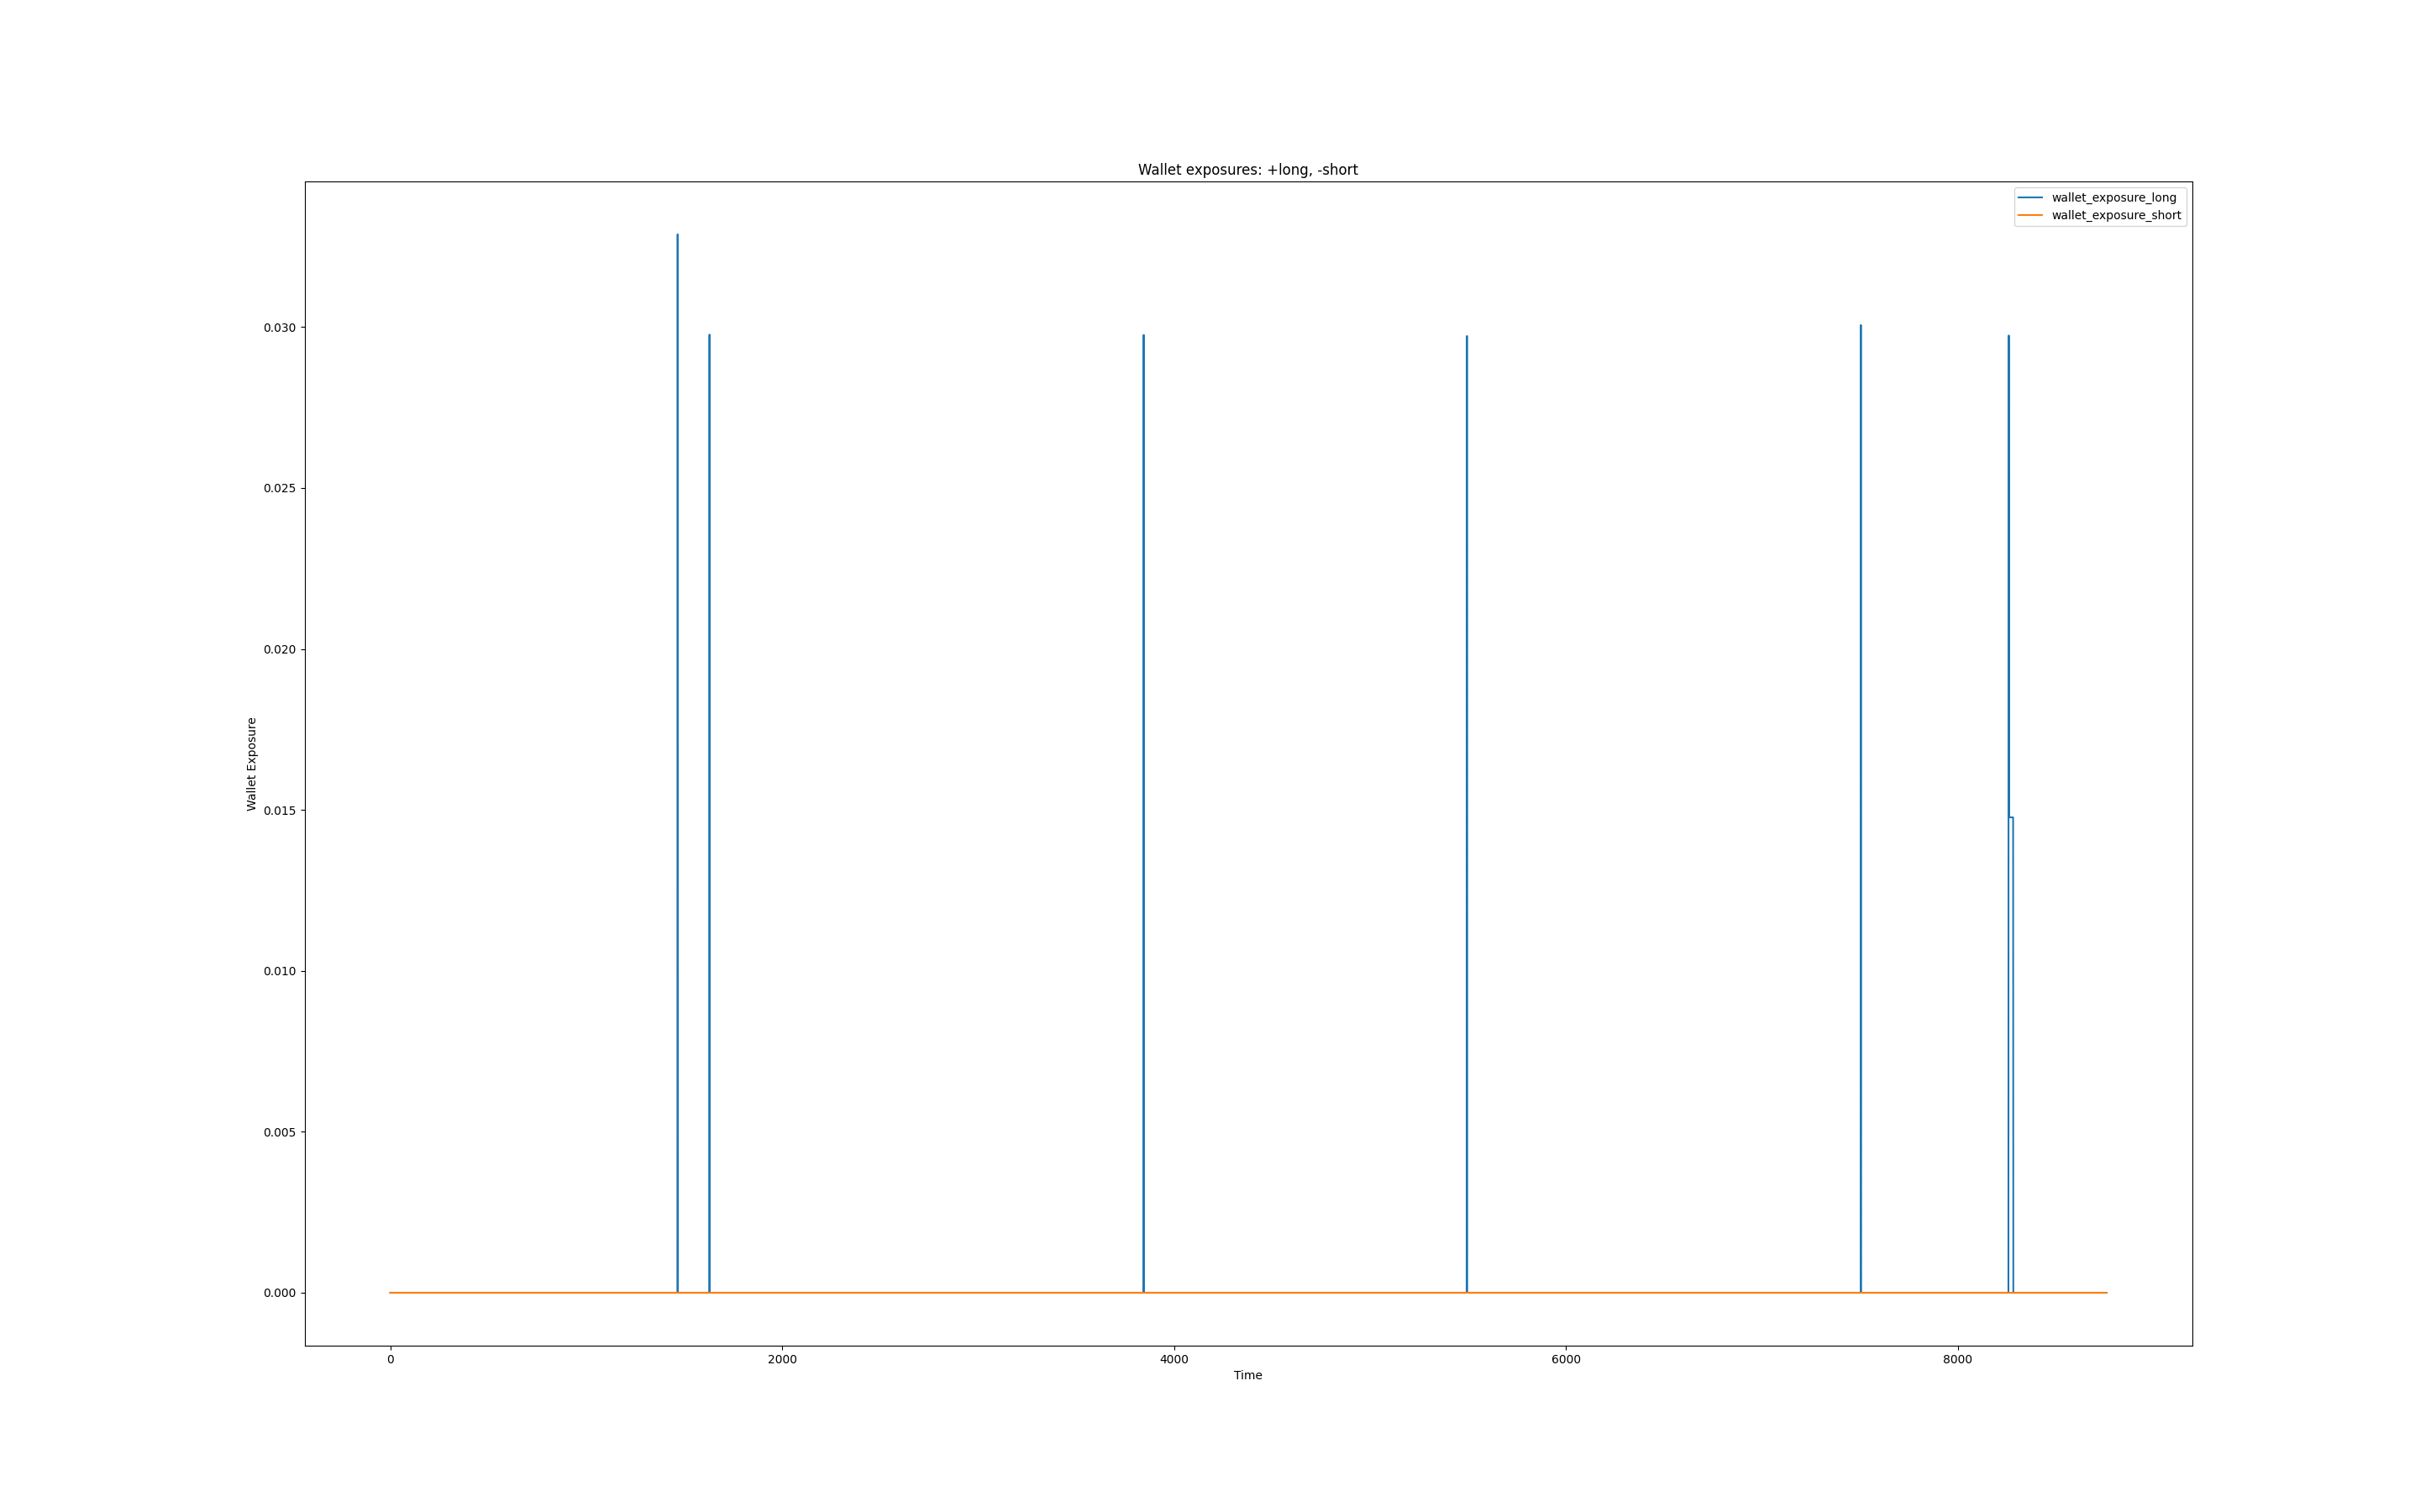 Wallet exposures: +long, -short
wallet_exposure_long
wallet_exposure_short
0.030
0.025
0.020
0.015
0.010
0.005
0.000
Wallet Exposure
0 2000 4000 6000 8000
Time